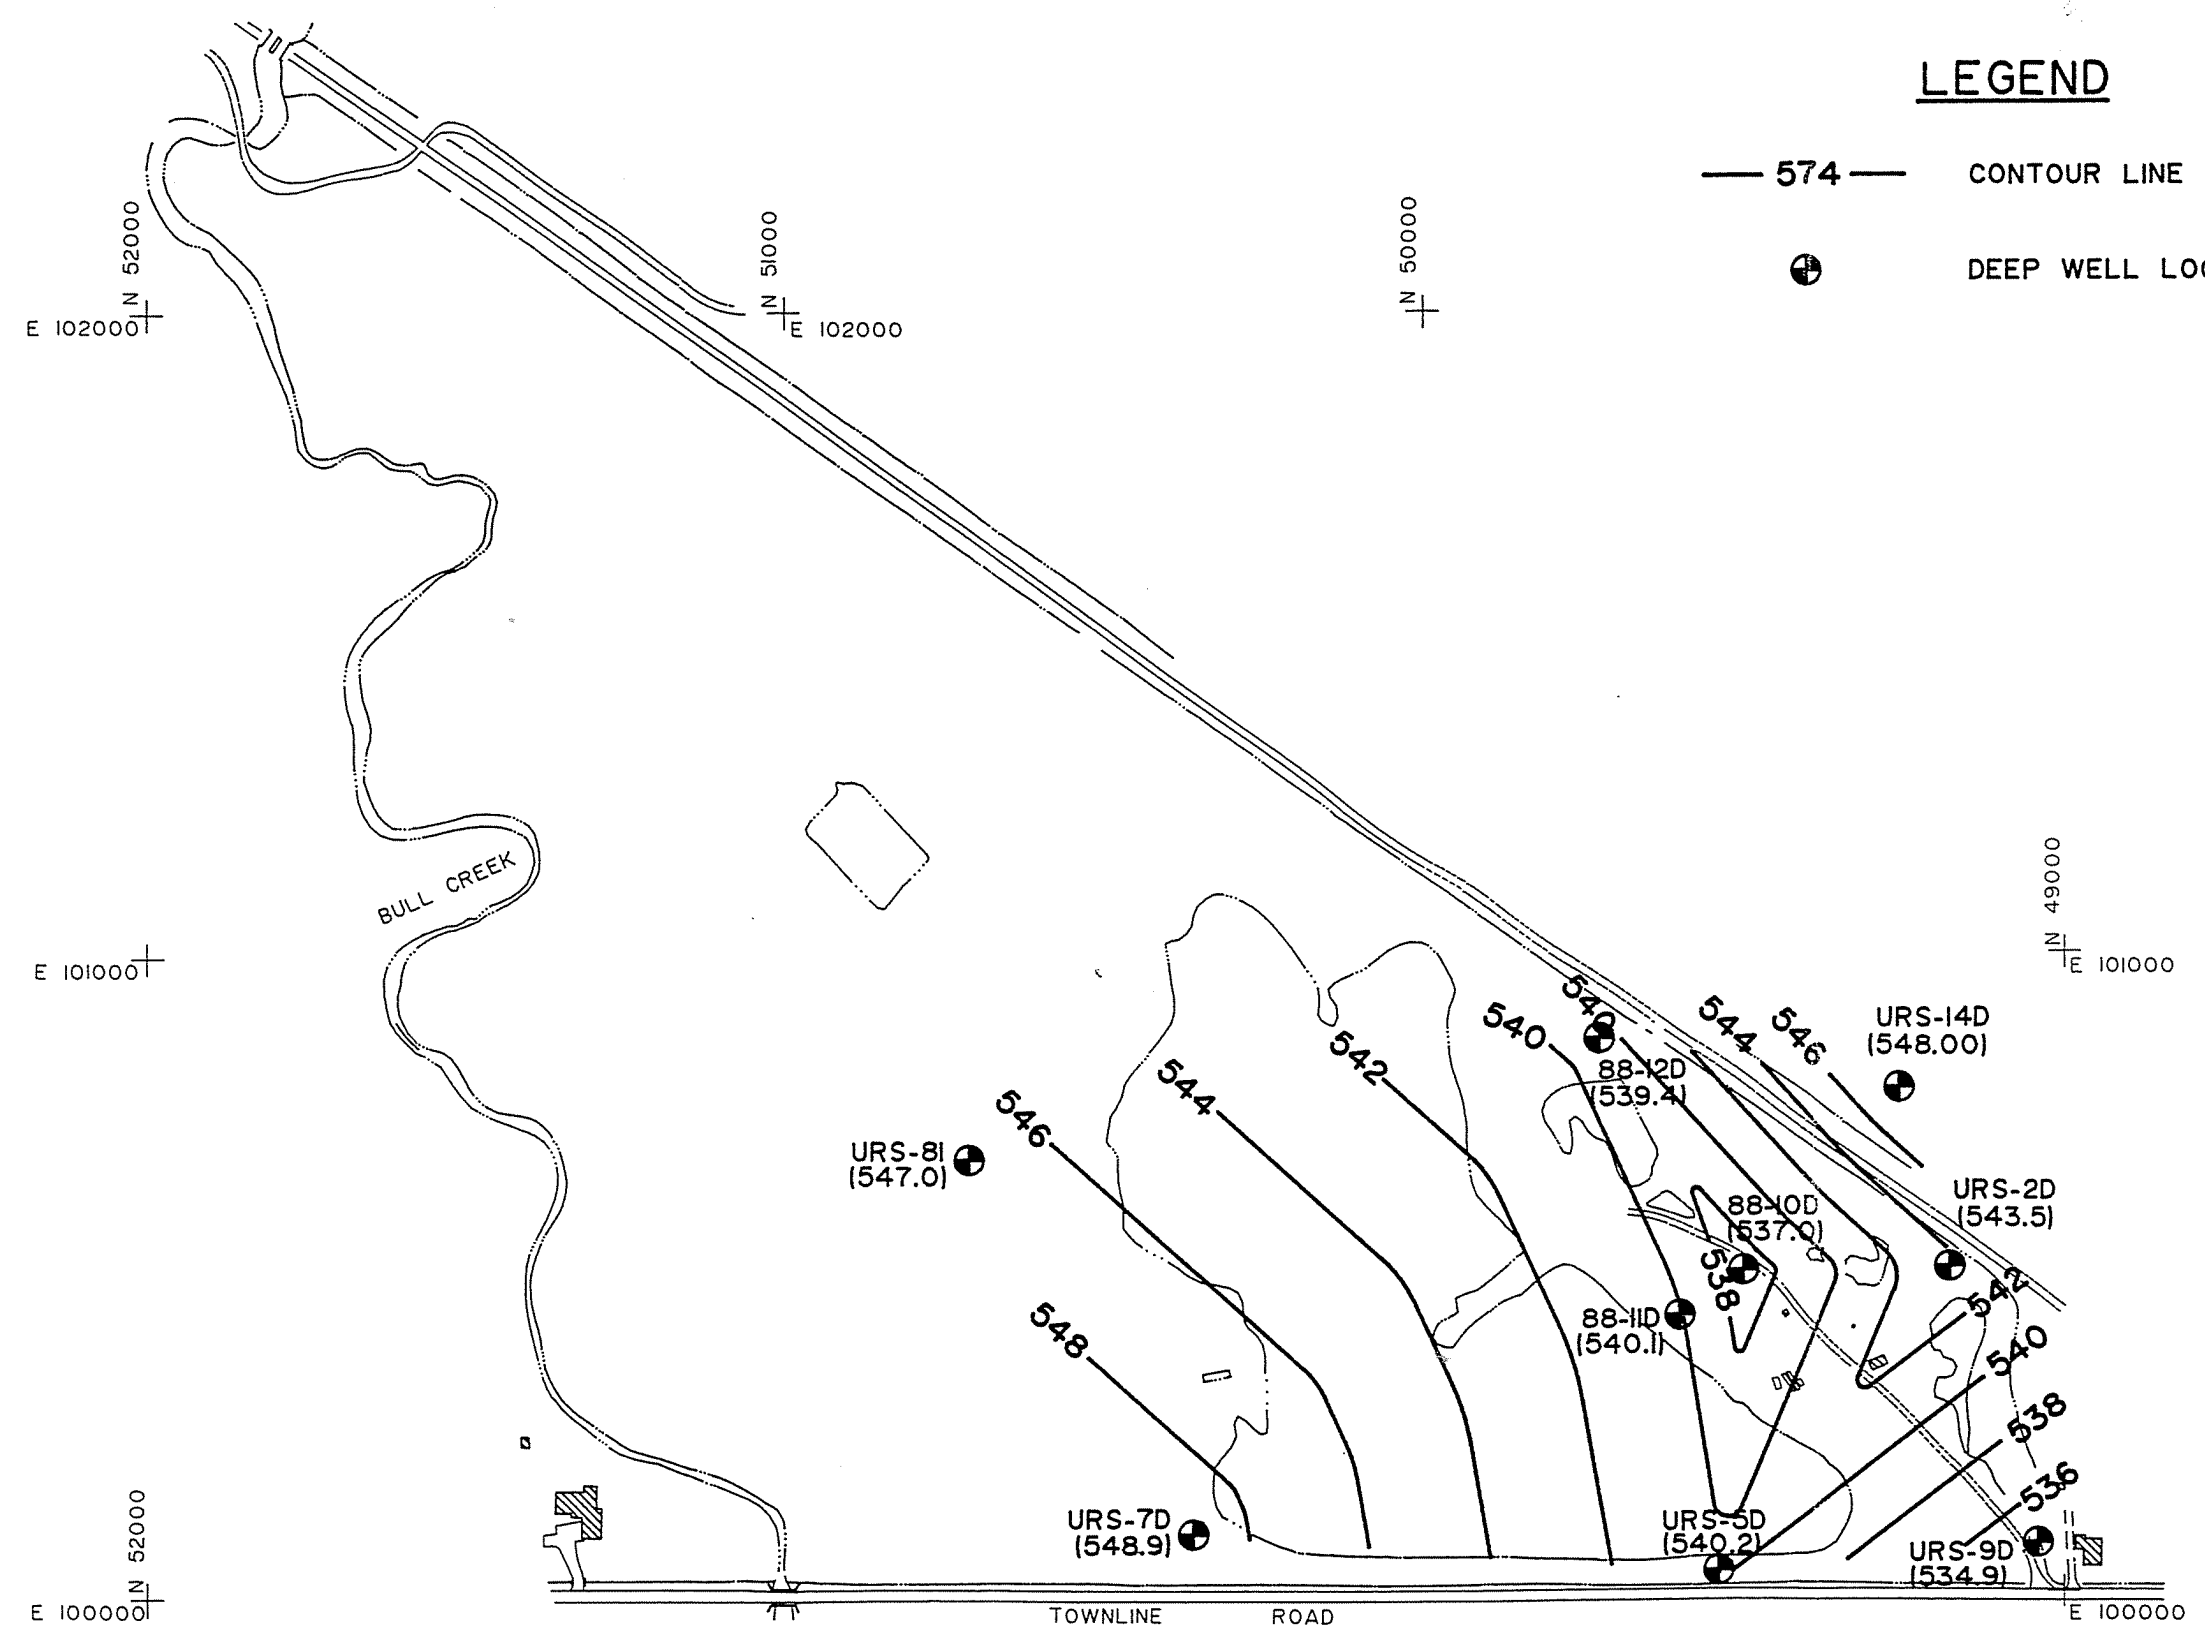 LEGEND
574
CONTOUR LINE
DEEP WELL
N 52000
E 102000
N 51000
E 102000
N 50000
N 49000
E 101000
E 101000
BULL CREEK
540
540
544
546
URS-14D
(548.00)
542
544
546
88-12D
(539.4)
URS-8I
(547.0)
URS-2D
(543.5)
88-10D
(537.0)
538
88-11D
(540.1)
542
548
540
538
536
URS-7D
(548.9)
URS-5D
(540.2)
URS-9D
(534.9)
N 52000
E 100000
TOWNLINE ROAD
E 100000